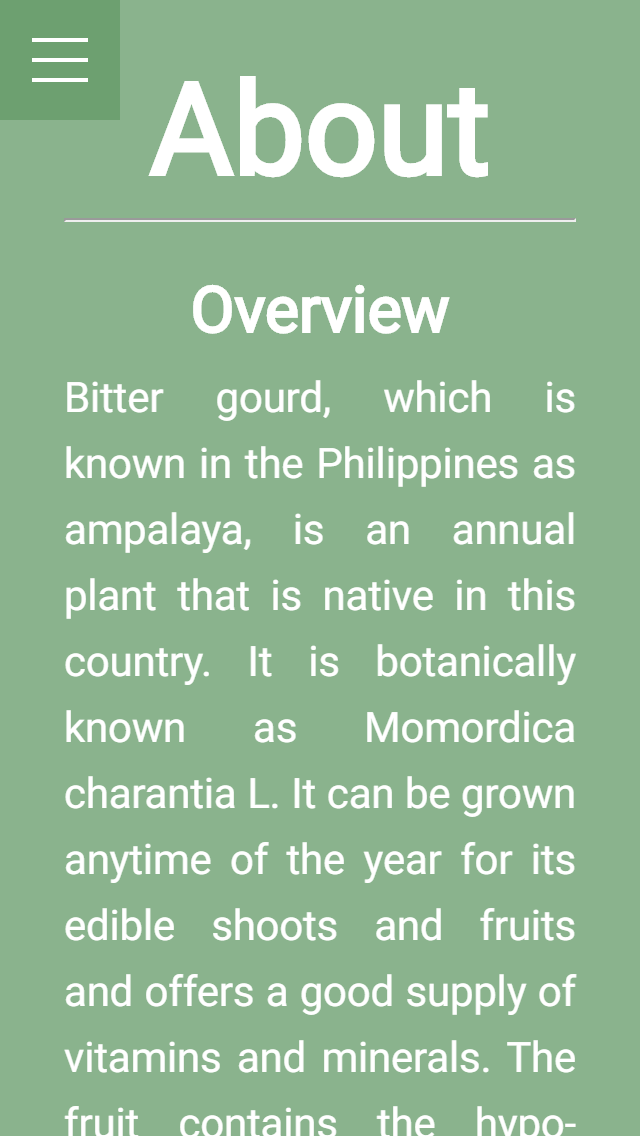 About
Overview
Bitter gourd, which is
known in the Philippines as
ampalaya, is an annual
plant that is native in this
country. It is botanically
known as Momordica
charantia L. It can be grown
anytime of the year for its
edible shoots and fruits
and offers a good supply of
vitamins and minerals. The
fruit contains the hypo-